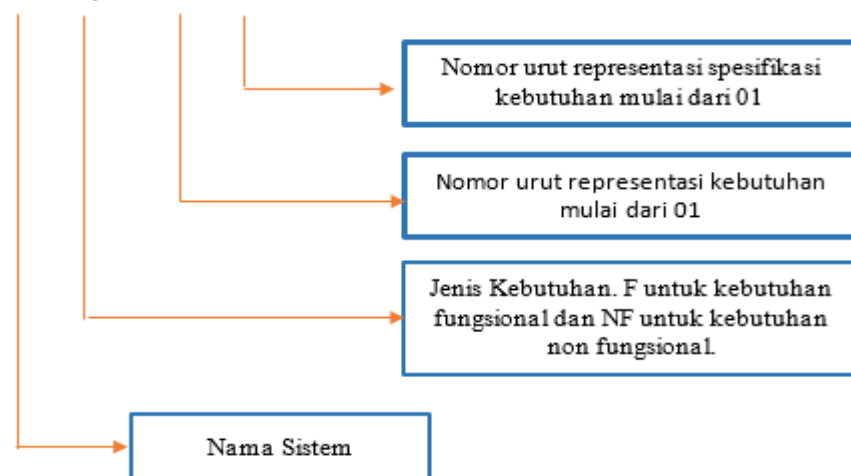 Nomor urut representasi spesifikasi
kebutuhan mulai dari 01
Nomor urut representasi kebutuhan
mulai dari 01
Jenis Kebutuhan. F untuk kebutuhan
fungsional dan NF untuk kebutuhan
non fungsional.
Nama Sistem